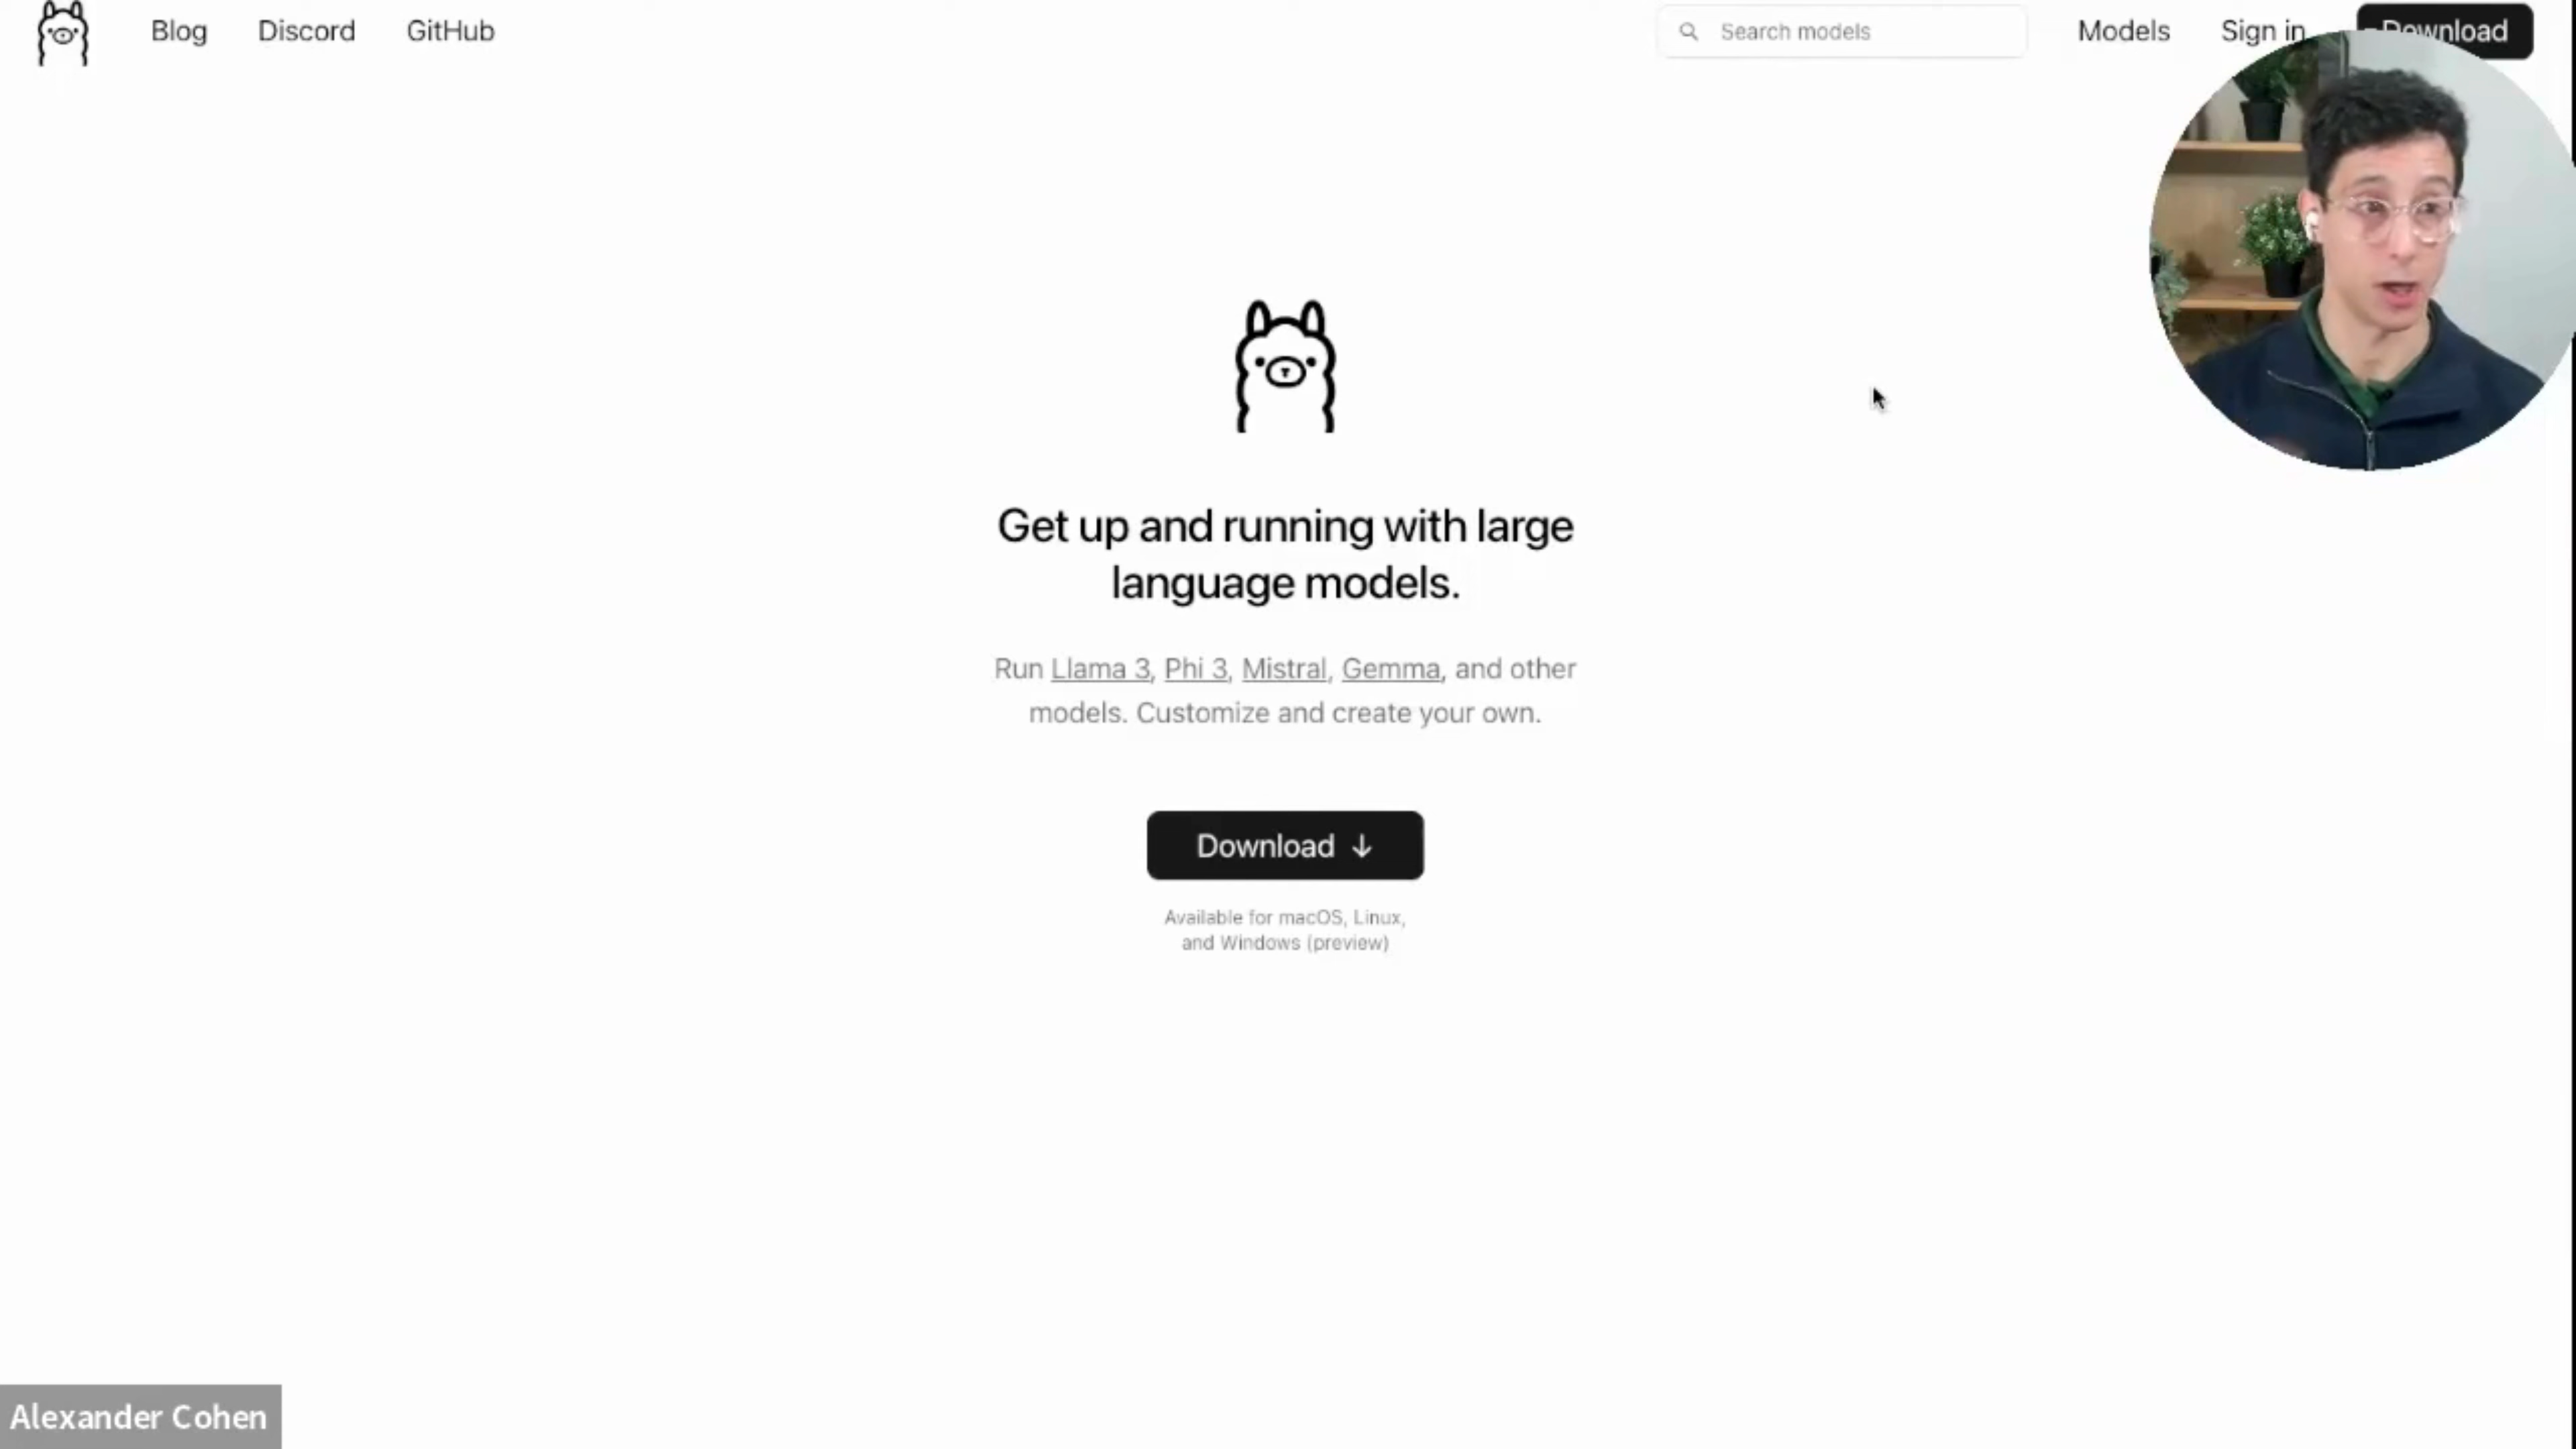 Blog
Discord
GitHub
Search models
Models
Sign in
Download
Get up and running with large
language models.
Run Llama 3, Phi 3, Mistral, Gemma, and other
models. Customize and create your own.
Download ↓
Available for macOS, Linux,
and Windows (preview)
Alexander Cohen